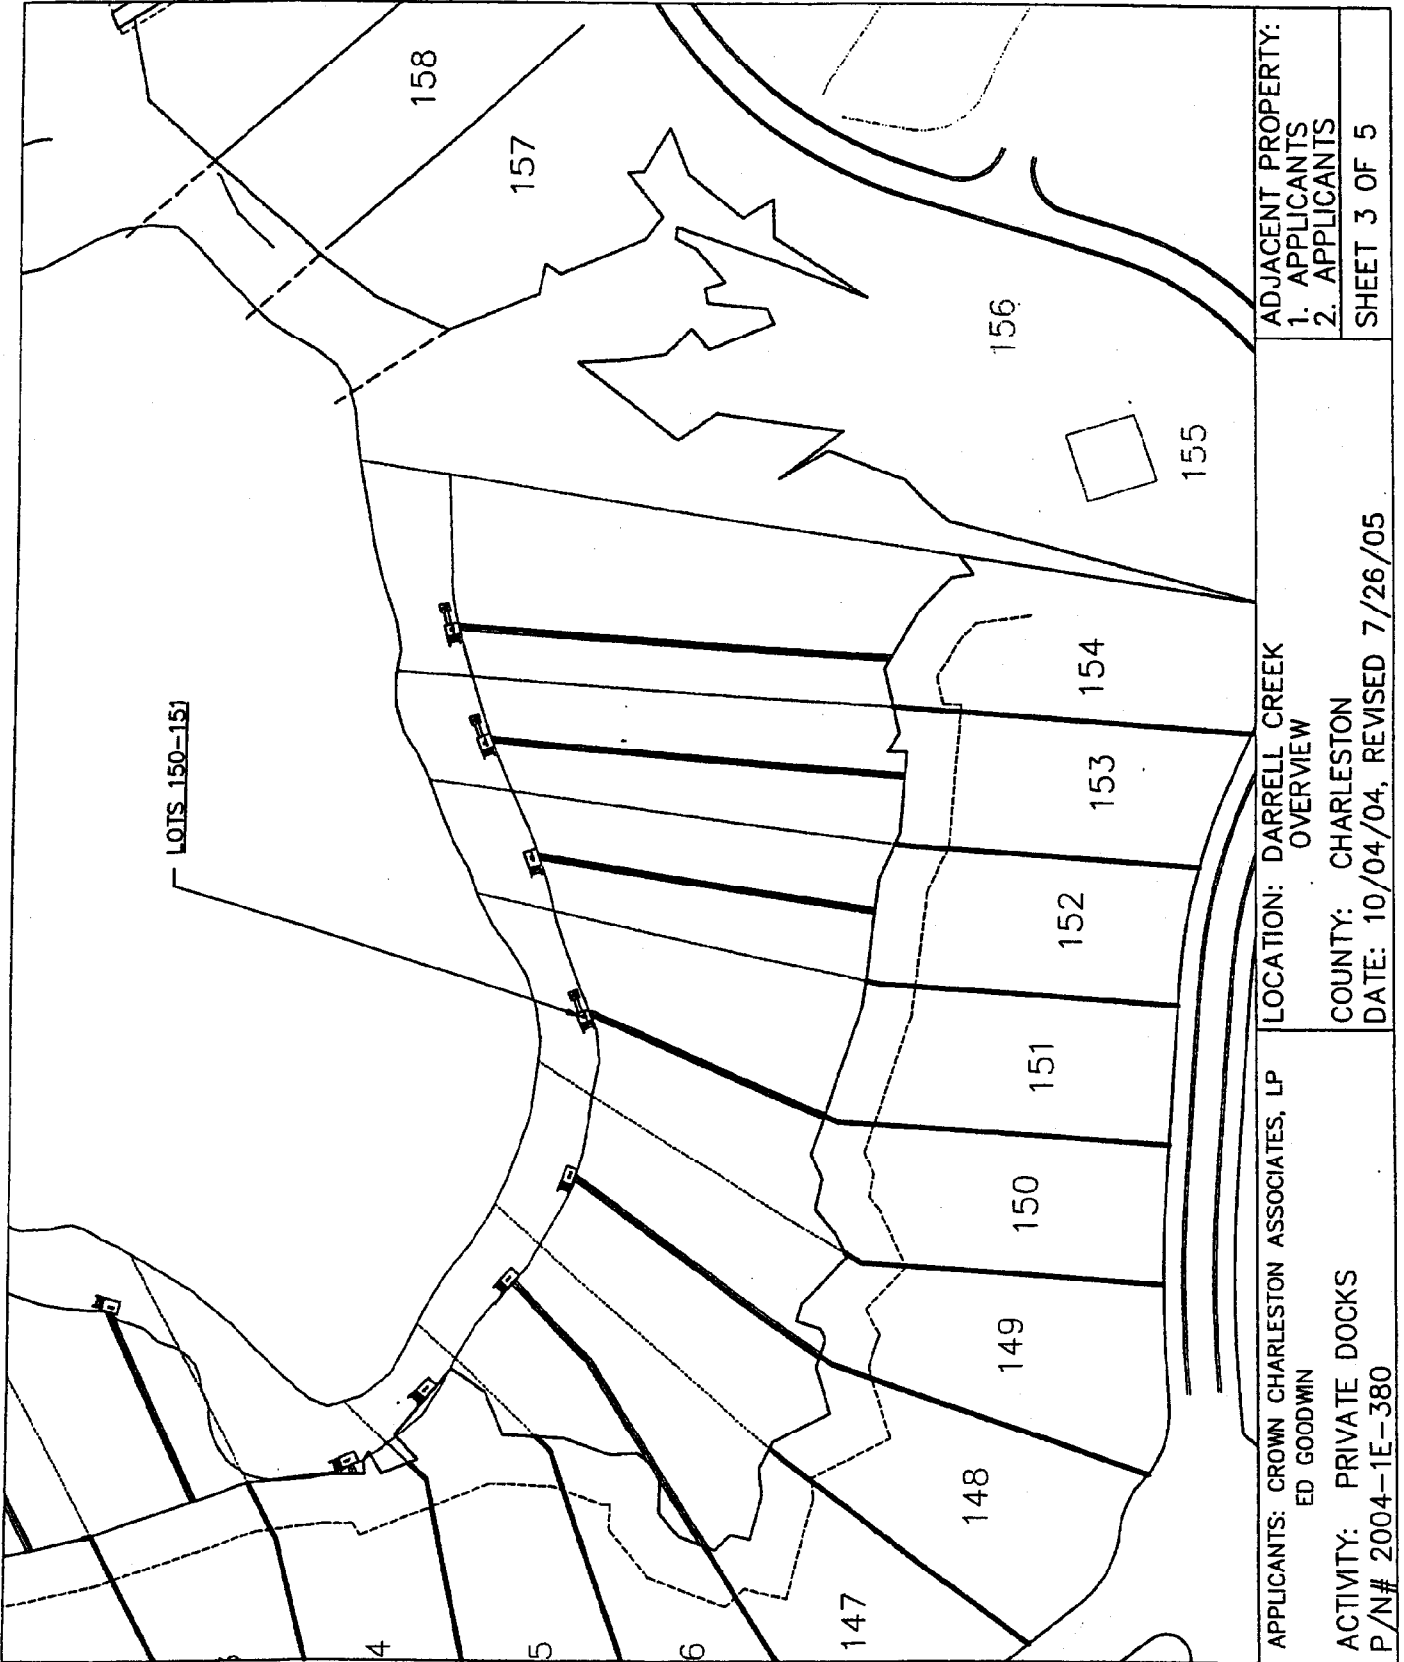 158
157
156
155
154
153
152
151
150
149
148
147
6
5
4
LOTS 150-151
APPLICANTS: CROWN CHARLESTON ASSOCIATES, LP
ED GOODWIN
ACTIVITY: PRIVATE DOCKS
P/N# 2004-1E-380
LOCATION: DARRELL CREEK
OVERVIEW
COUNTY: CHARLESTON
DATE: 10/04/04, REVISED 7/26/05
ADJACENT PROPERTY:
1. APPLICANTS
2. APPLICANTS
SHEET 3 OF 5